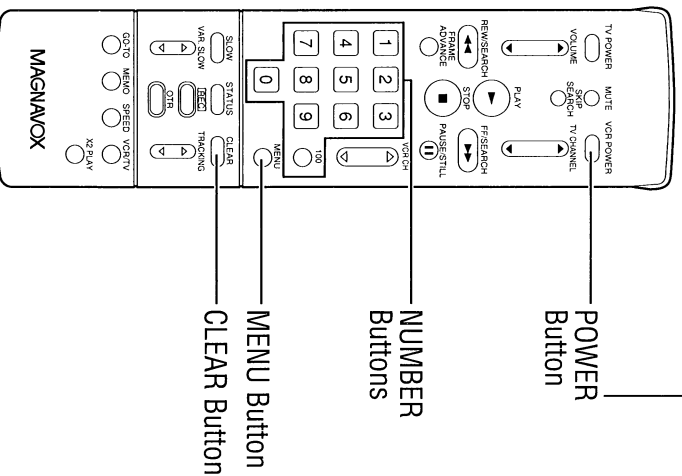 TV POWER
MUTE
VCR POWER
SKIP
SEARCH
VOLUME
TV CHANNEL
PLAY
REW/SEARCH
FF/SEARCH
STOP
FRAME
ADVANCE
PAUSE/STILL
1 2 3
4 5 6
7 8 9
0
VCR CH
100
MENU
SLOW
STATUS
CLEAR
VAR. SLOW
REC
OTR
TRACKING
GO-TO
MEMO
SPEED
VCR/TV
X2 PLAY
MAGNAVOX
POWER
Button
NUMBER
Buttons
MENU Button
CLEAR Button